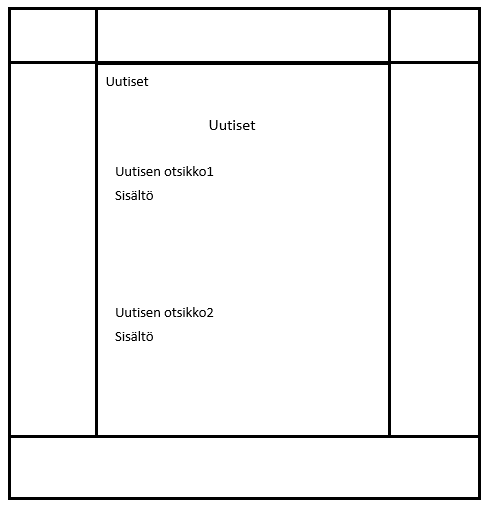 Uutiset
Uutiset
Uutisen otsikko1
Sisältö
Uutisen otsikko2
Sisältö